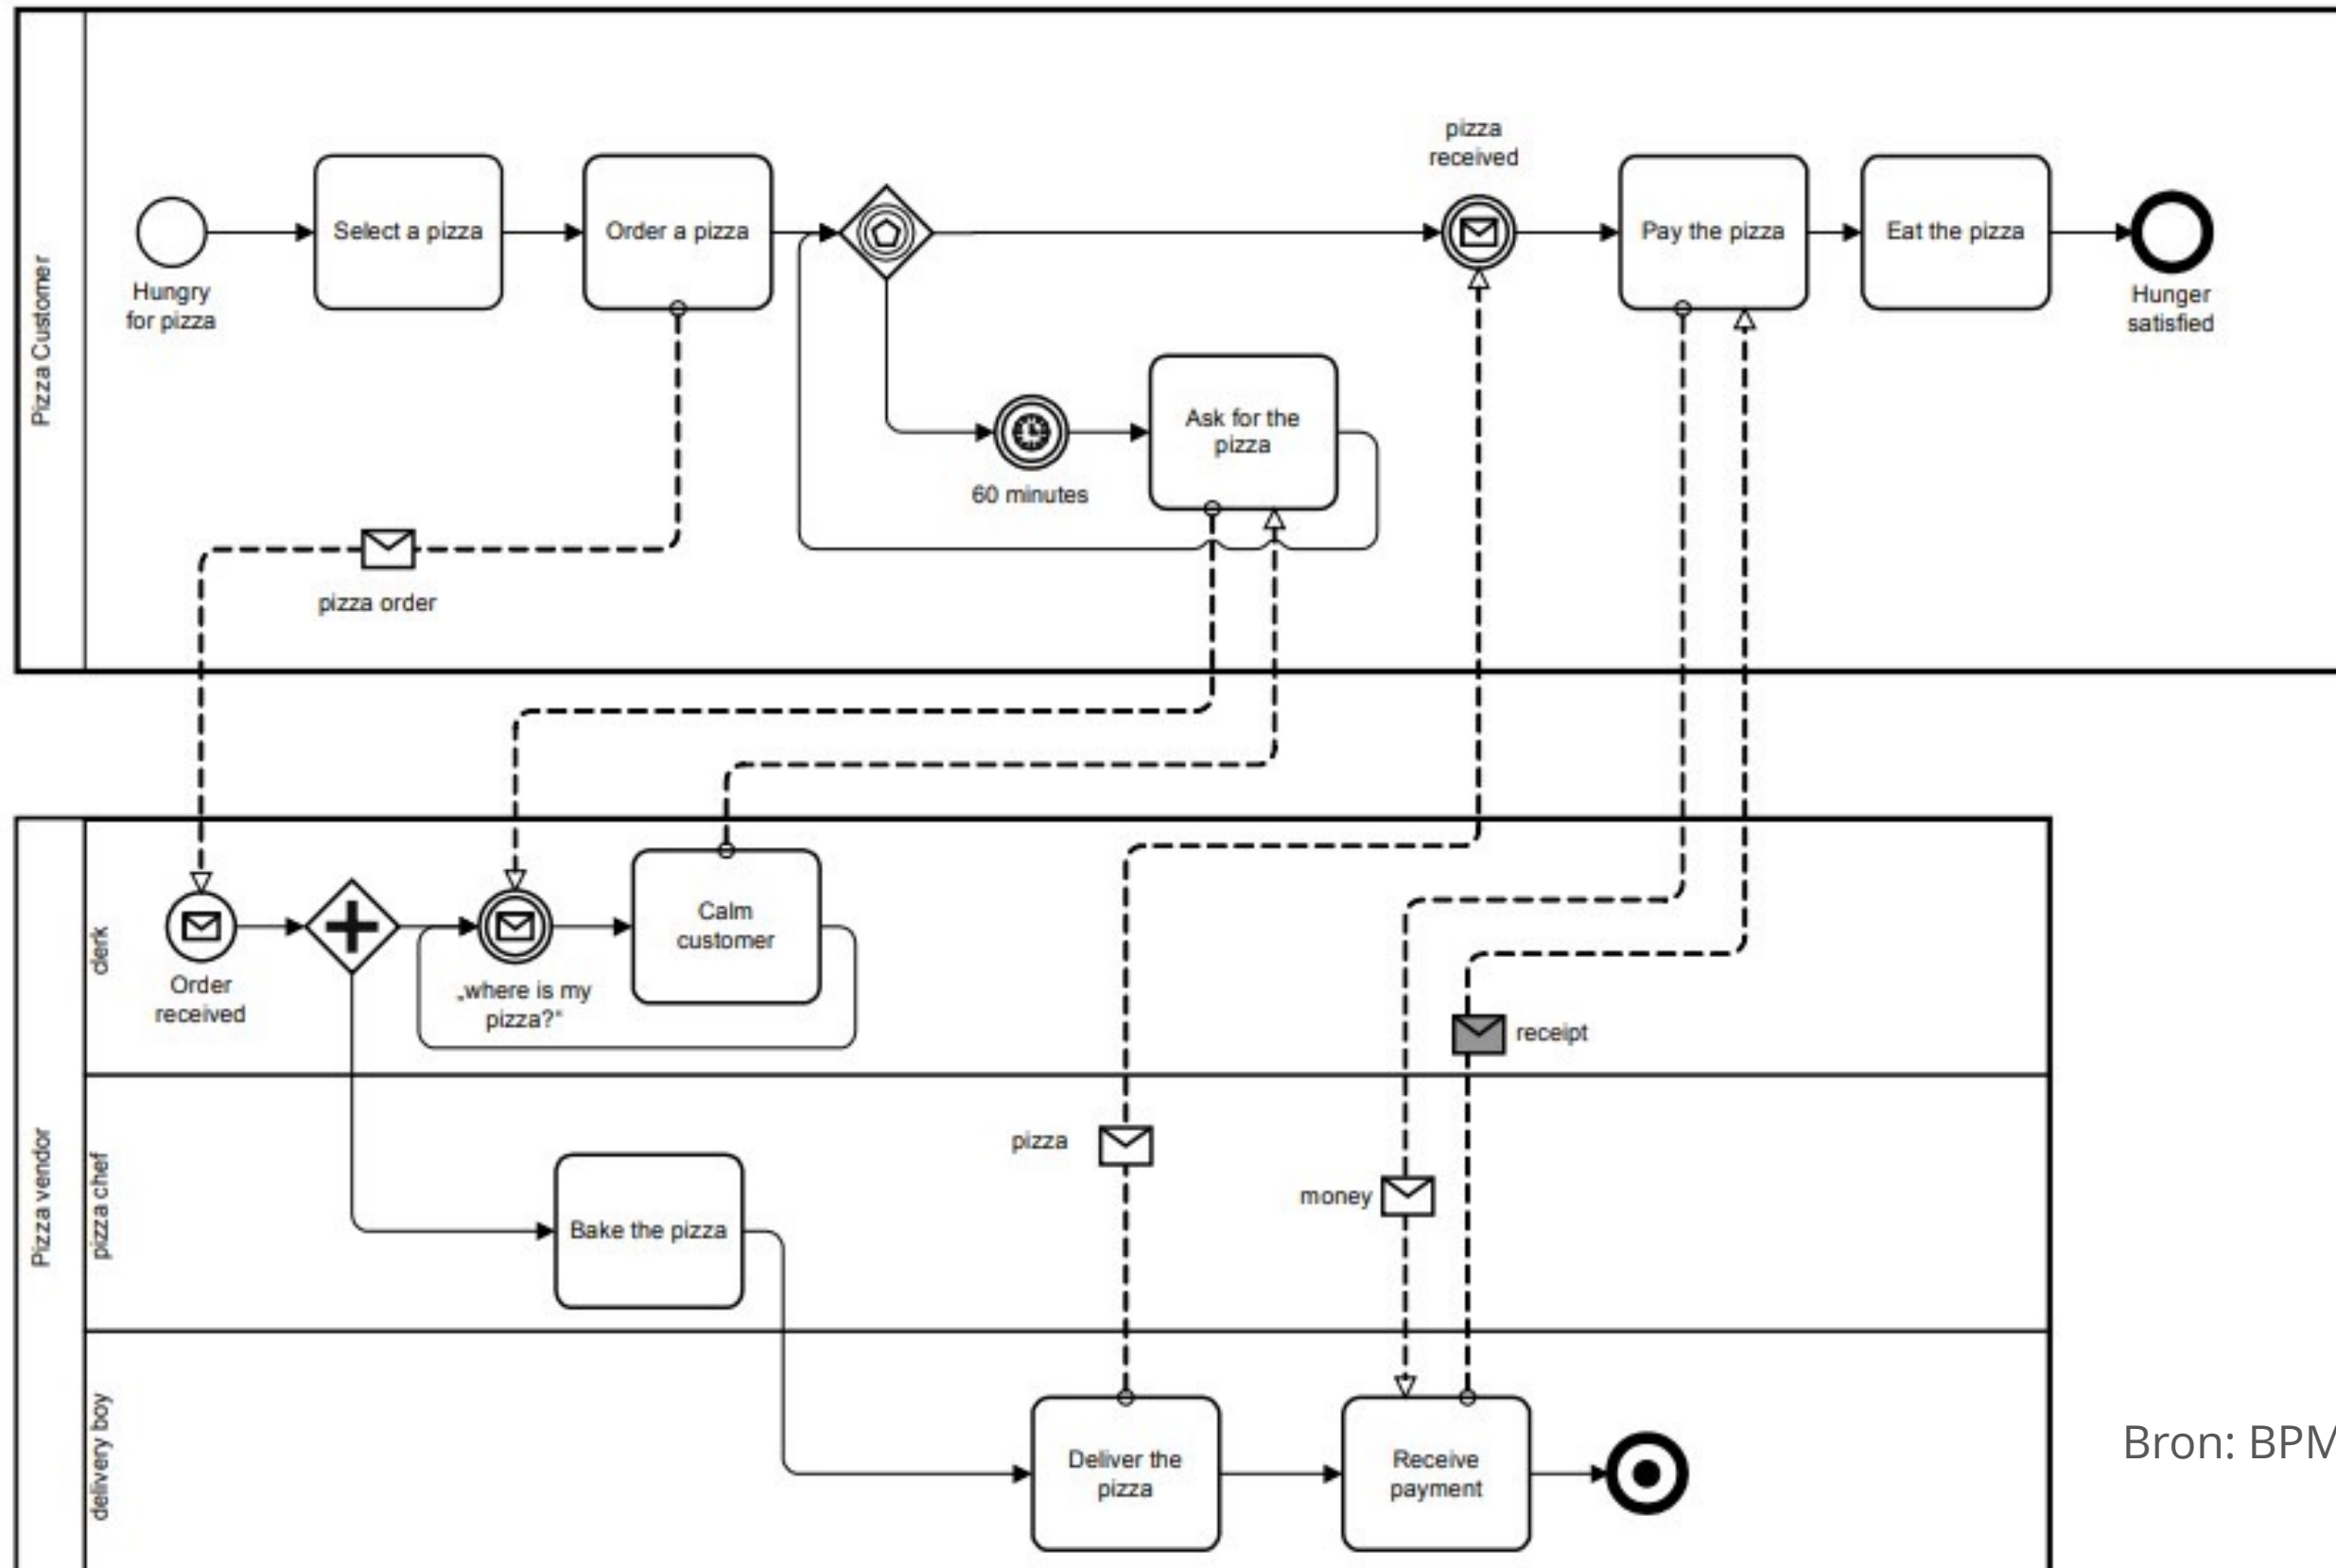 Pizza Customer
Hungry
for pizza
Select a pizza
Order a pizza
pizza
received
Pay the pizza
Eat the pizza
Hunger
satisfied
60 minutes
Ask for the
pizza
pizza order
Pizza vendor
clerk
Order
received
„where is my
pizza?“
Calm
customer
receipt
pizza chef
Bake the pizza
pizza
money
delivery boy
Deliver the
pizza
Receive
payment
Bron: BPM